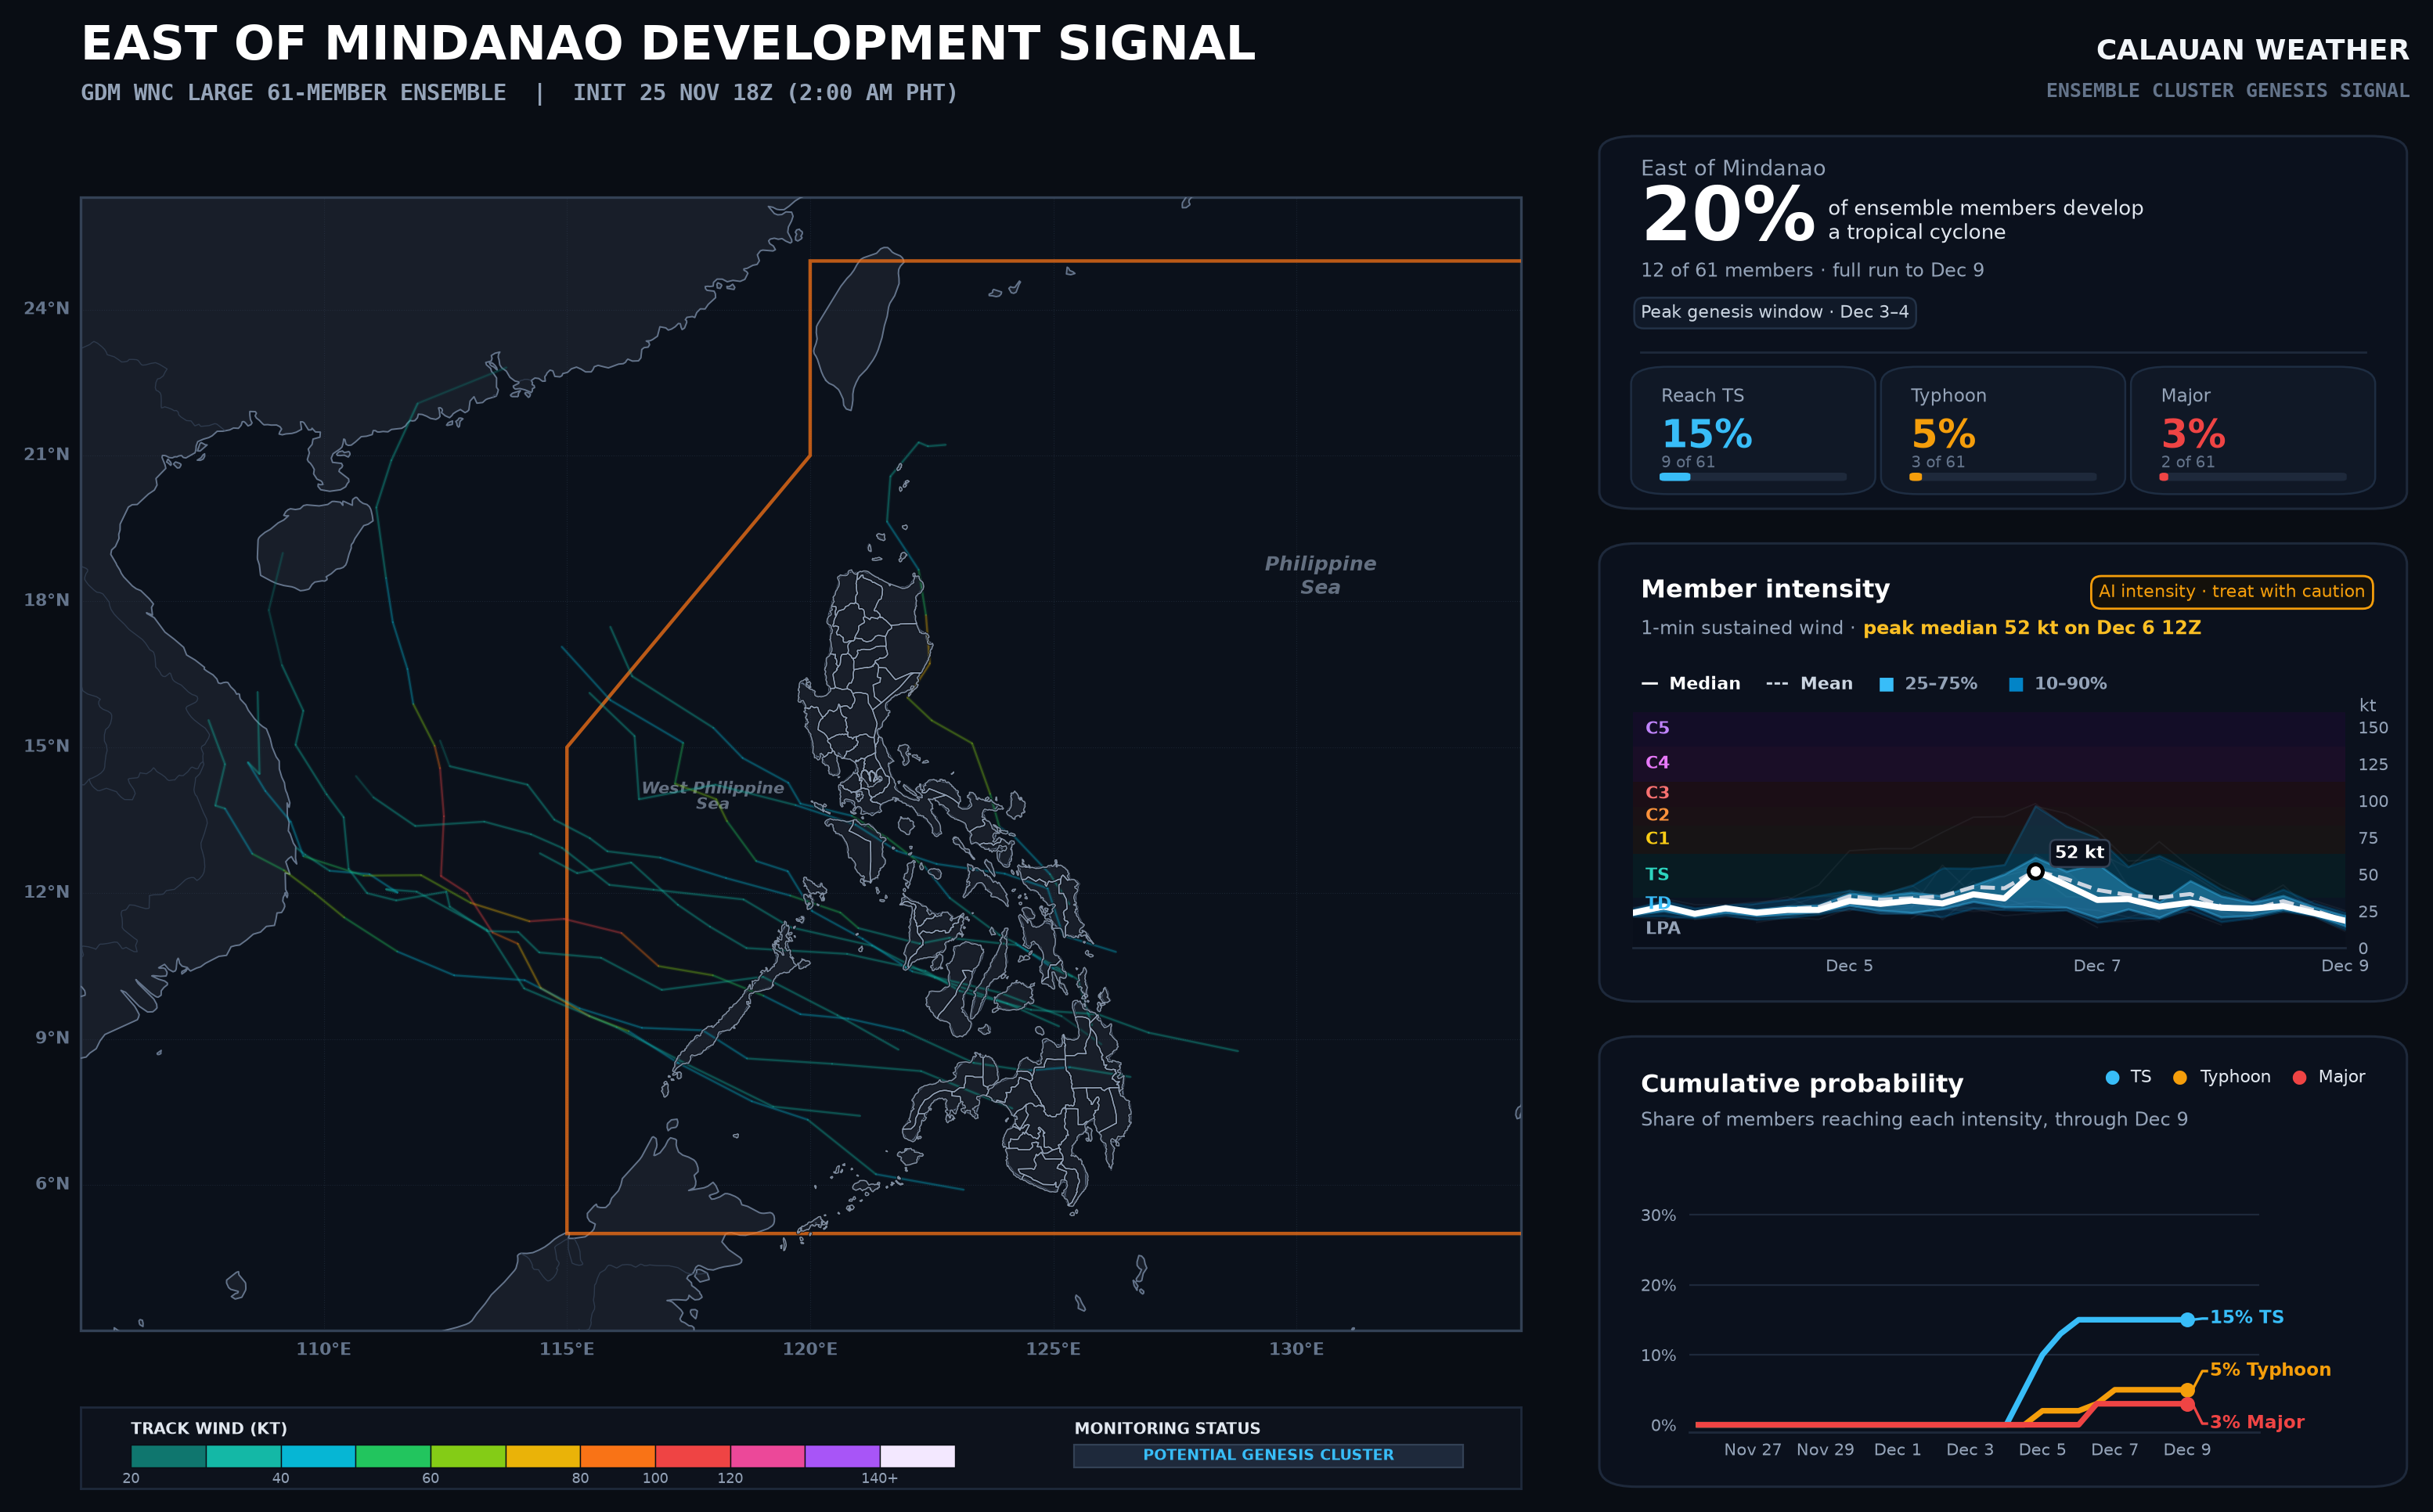 EAST OF MINDANAO DEVELOPMENT SIGNAL
GDM WNC LARGE 61-MEMBER ENSEMBLE | INIT 25 NOV 18Z (2:00 AM PHT)
CALAUAN WEATHER
ENSEMBLE CLUSTER GENESIS SIGNAL
24°N
21°N
18°N
15°N
12°N
9°N
6°N
110°E
115°E
120°E
125°E
130°E
Philippine
Sea
West Philippine
Sea
TRACK WIND (KT)
20
40
60
80
100
120
140+
MONITORING STATUS
POTENTIAL GENESIS CLUSTER
East of Mindanao
20%
of ensemble members develop
a tropical cyclone
12 of 61 members · full run to Dec 9
Peak genesis window · Dec 3–4
Reach TS
15%
9 of 61
Typhoon
5%
3 of 61
Major
3%
2 of 61
Member intensity
AI intensity · treat with caution
1-min sustained wind · peak median 52 kt on Dec 6 12Z
Median
Mean
25–75%
10–90%
kt
C5
C4
C3
C2
C1
TS
TD
LPA
150
125
100
75
50
25
0
52 kt
Dec 5
Dec 7
Dec 9
Cumulative probability
TS
Typhoon
Major
Share of members reaching each intensity, through Dec 9
30%
20%
10%
0%
15% TS
5% Typhoon
3% Major
Nov 27
Nov 29
Dec 1
Dec 3
Dec 5
Dec 7
Dec 9